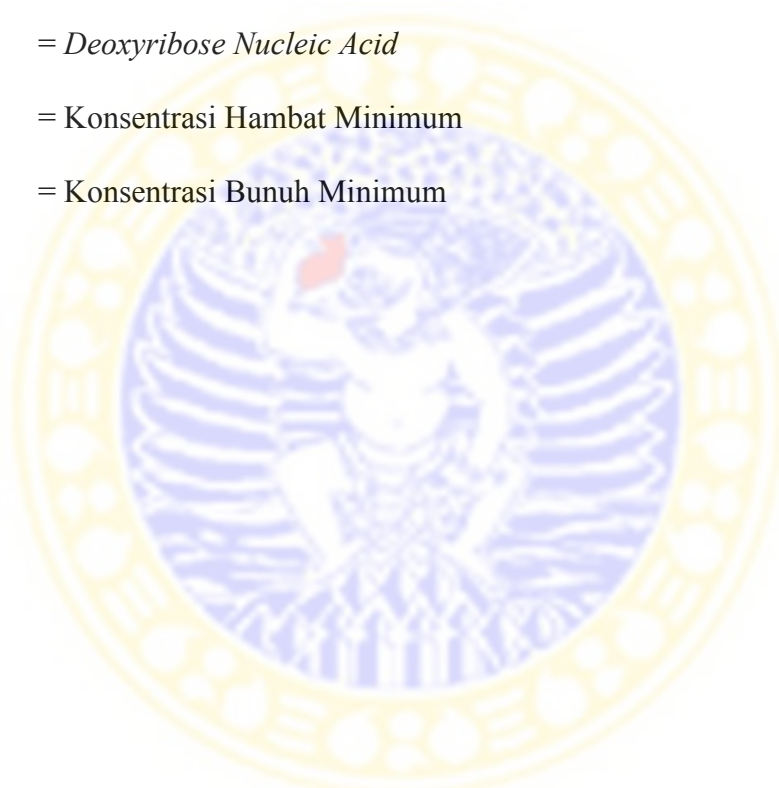 = Deoxyribose Nucleic Acid
= Konsentrasi Hambat Minimum
= Konsentrasi Bunuh Minimum